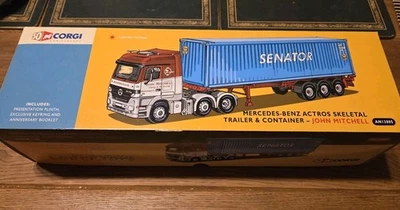 50 CORGI
SENATOR
MERCEDES-BENZ ACTROS SKELETAL
TRAILER & CONTAINER – JOHN MITCHELL
INCLUDES:
PRESENTATION PLINTH,
EXCLUSIVE KEYRING AND
ANNIVERSARY BOOKLET